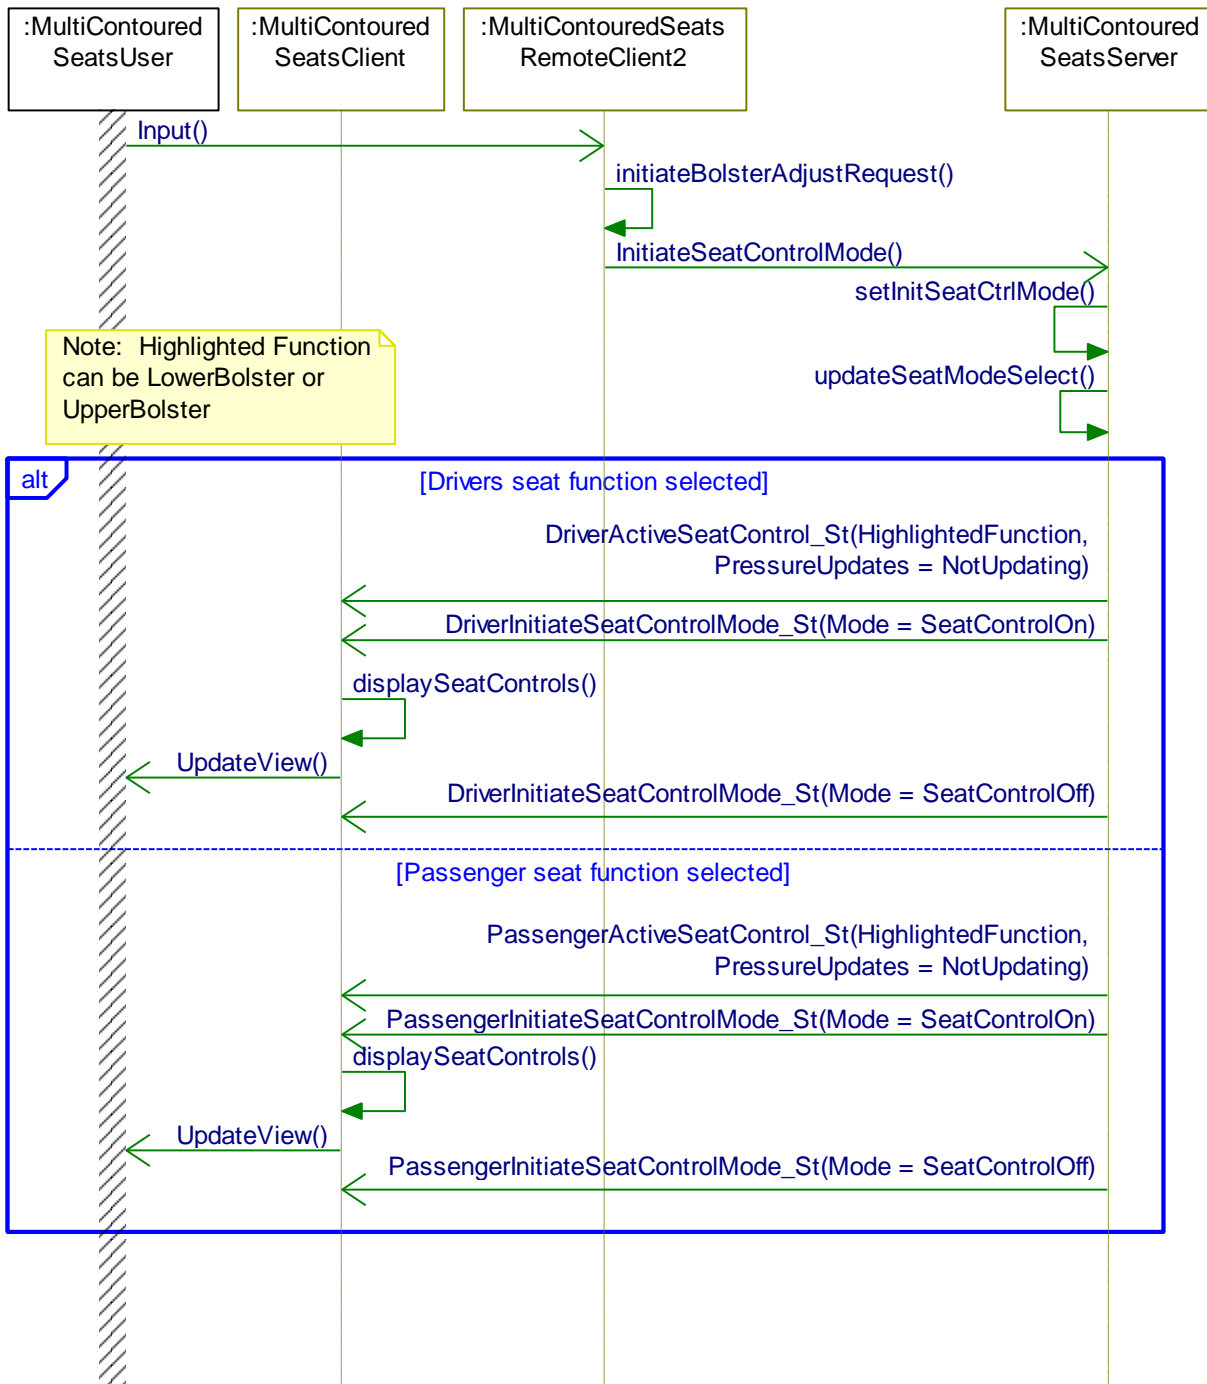 :MultiContoured
SeatsUser
:MultiContoured
SeatsClient
:MultiContouredSeats
RemoteClient2
:MultiContoured
SeatsServer
Input()
initiateBolsterAdjustRequest()
InitiateSeatControlMode()
setInitSeatCtrlMode()
Note:  Highlighted Function
can be LowerBolster or
UpperBolster
updateSeatModeSelect()
alt
[Drivers seat function selected]
DriverActiveSeatControl_St(HighlightedFunction,
PressureUpdates = NotUpdating)
DriverInitiateSeatControlMode_St(Mode = SeatControlOn)
displaySeatControls()
UpdateView()
DriverInitiateSeatControlMode_St(Mode = SeatControlOff)
[Passenger seat function selected]
PassengerActiveSeatControl_St(HighlightedFunction,
PressureUpdates = NotUpdating)
PassengerInitiateSeatControlMode_St(Mode = SeatControlOn)
displaySeatControls()
UpdateView()
PassengerInitiateSeatControlMode_St(Mode = SeatControlOff)